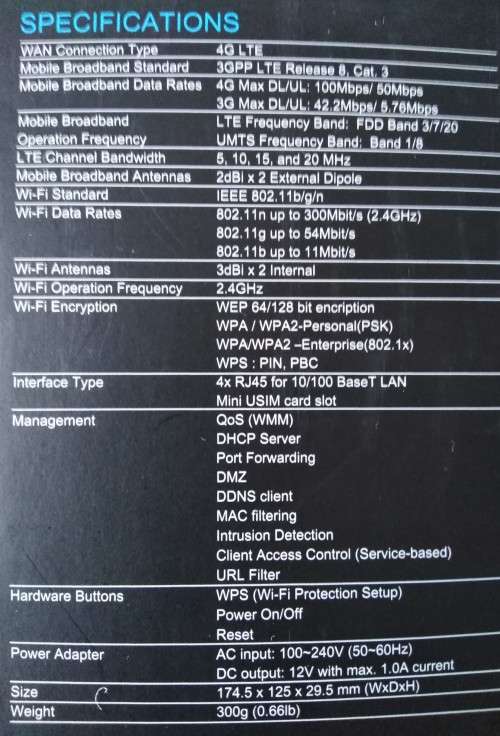 SPECIFICATIONS
WAN Connection Type 4G LTE
Mobile Broadband Standard 3GPP LTE Release 8, Cat. 3
Mobile Broadband Data Rates 4G Max DL/UL: 100Mbps/ 50Mbps
3G Max DL/UL: 42.2Mbps/ 5.76Mbps
Mobile Broadband LTE Frequency Band: FDD Band 3/7/20
Operation Frequency UMTS Frequency Band: Band 1/8
LTE Channel Bandwidth 5, 10, 15, and 20 MHz
Mobile Broadband Antennas 2dBi x 2 External Dipole
Wi-Fi Standard IEEE 802.11b/g/n
Wi-Fi Data Rates 802.11n up to 300Mbit/s (2.4GHz)
802.11g up to 54Mbit/s
802.11b up to 11Mbit/s
Wi-Fi Antennas 3dBi x 2 Internal
Wi-Fi Operation Frequency 2.4GHz
Wi-Fi Encryption WEP 64/128 bit encription
WPA / WPA2-Personal(PSK)
WPA/WPA2 –Enterprise(802.1x)
WPS : PIN, PBC
Interface Type 4x RJ45 for 10/100 BaseT LAN
Mini USIM card slot
Management QoS (WMM)
DHCP Server
Port Forwarding
DMZ
DDNS client
MAC filtering
Intrusion Detection
Client Access Control (Service-based)
URL Filter
Hardware Buttons WPS (Wi-Fi Protection Setup)
Power On/Off
Reset
Power Adapter AC input: 100~240V (50~60Hz)
DC output: 12V with max. 1.0A current
Size 174.5 x 125 x 29.5 mm (WxDxH)
Weight 300g (0.66lb)